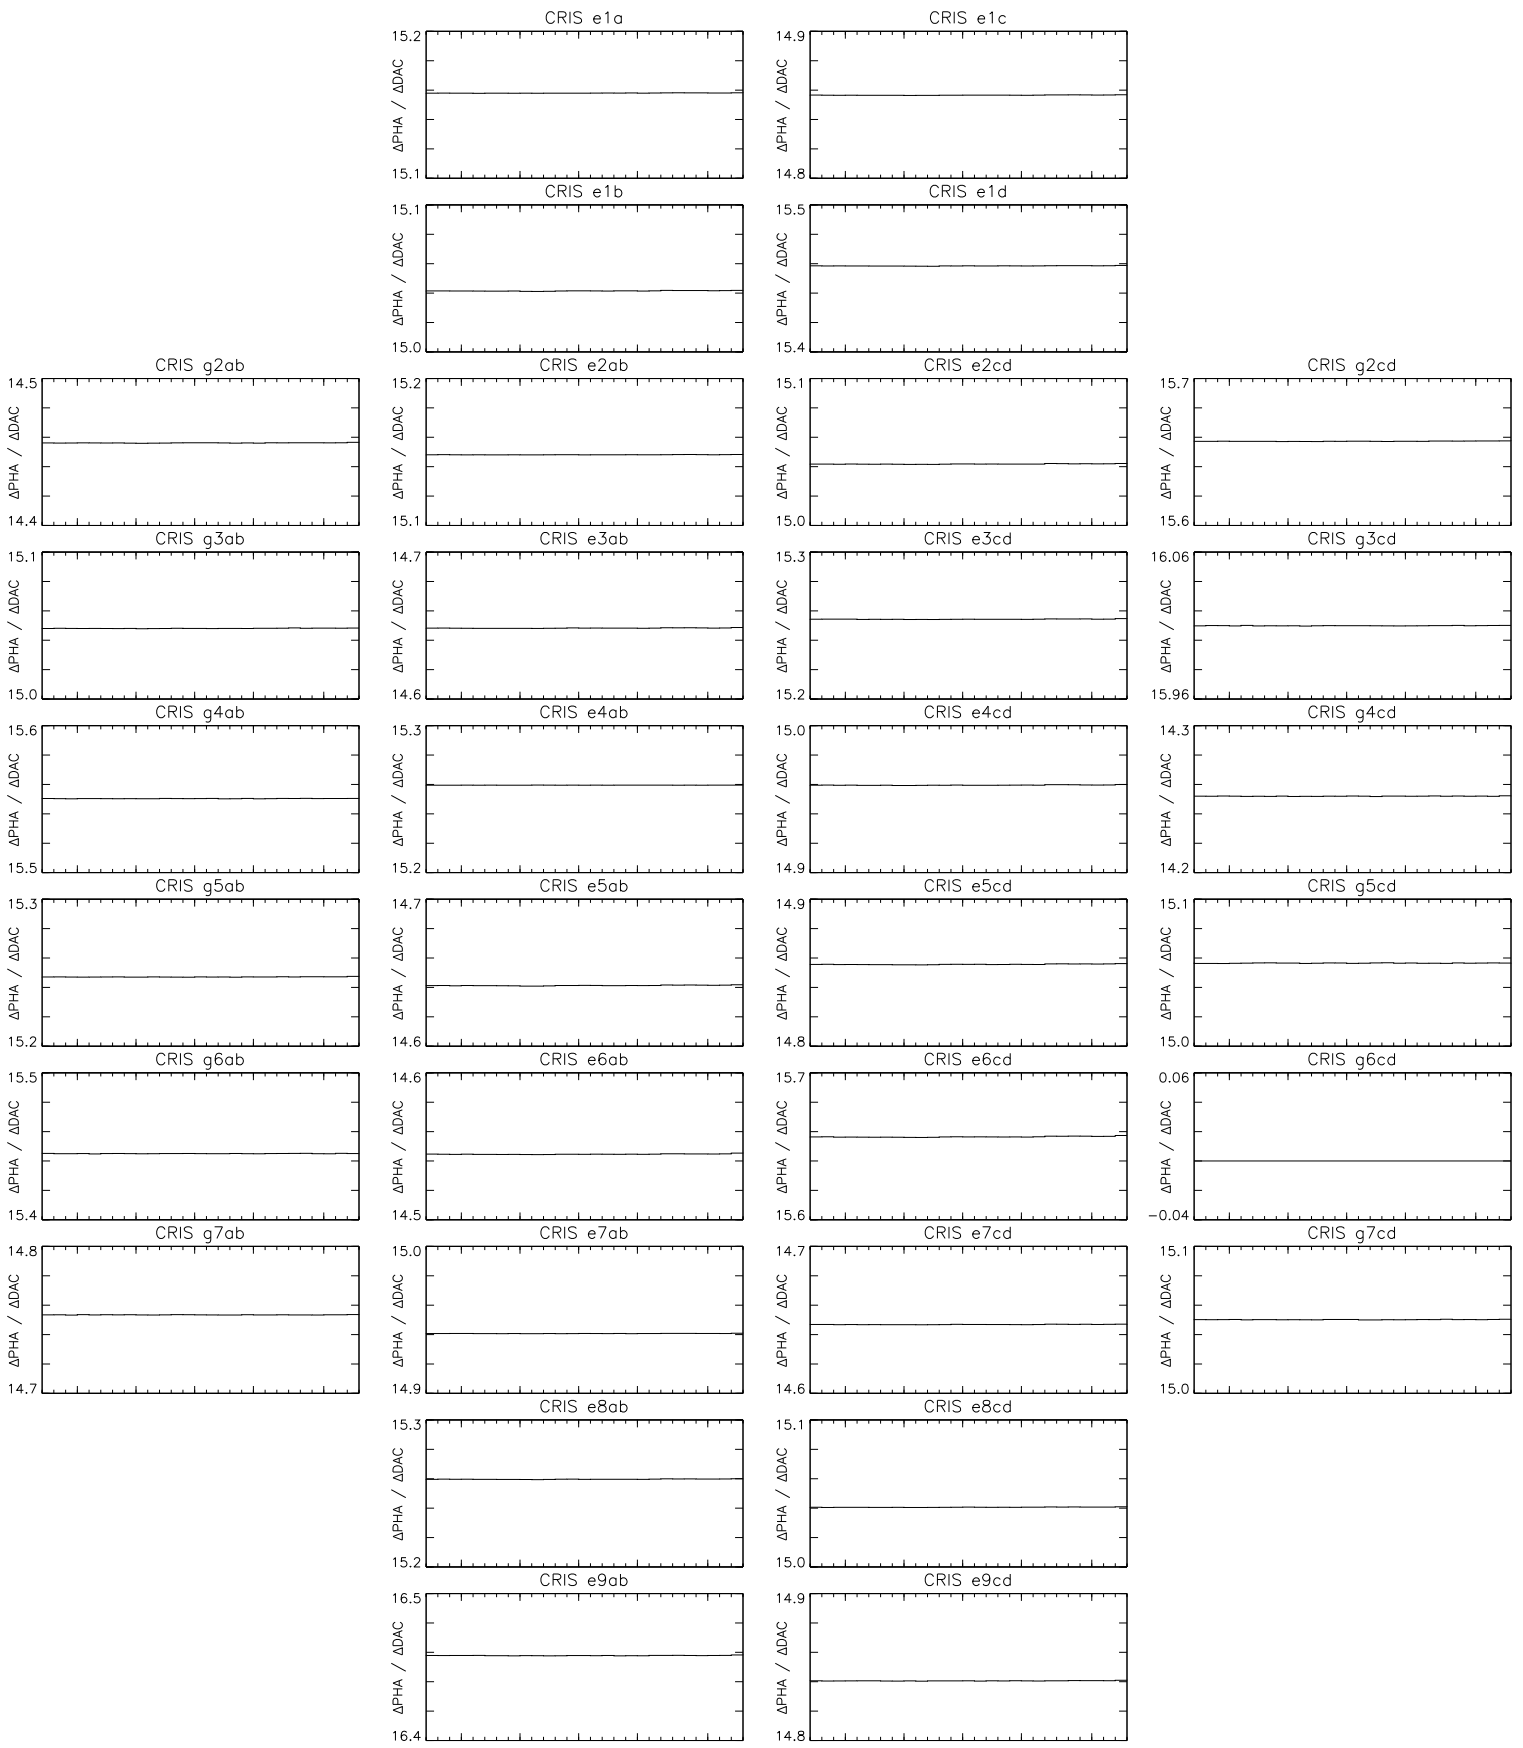 CRIS e1a
15.2
ΔPHA / ΔDAC
15.1
CRIS e1c
14.9
ΔPHA / ΔDAC
14.8
CRIS e1b
15.1
ΔPHA / ΔDAC
15.0
CRIS e1d
15.5
ΔPHA / ΔDAC
15.4
CRIS g2ab
14.5
ΔPHA / ΔDAC
14.4
CRIS e2ab
15.2
ΔPHA / ΔDAC
15.1
CRIS e2cd
15.1
ΔPHA / ΔDAC
15.0
CRIS g2cd
15.7
ΔPHA / ΔDAC
15.6
CRIS g3ab
15.1
ΔPHA / ΔDAC
15.0
CRIS e3ab
14.7
ΔPHA / ΔDAC
14.6
CRIS e3cd
15.3
ΔPHA / ΔDAC
15.2
CRIS g3cd
16.06
ΔPHA / ΔDAC
15.96
CRIS g4ab
15.6
ΔPHA / ΔDAC
15.5
CRIS e4ab
15.3
ΔPHA / ΔDAC
15.2
CRIS e4cd
15.0
ΔPHA / ΔDAC
14.9
CRIS g4cd
14.3
ΔPHA / ΔDAC
14.2
CRIS g5ab
15.3
ΔPHA / ΔDAC
15.2
CRIS e5ab
14.7
ΔPHA / ΔDAC
14.6
CRIS e5cd
14.9
ΔPHA / ΔDAC
14.8
CRIS g5cd
15.1
ΔPHA / ΔDAC
15.0
CRIS g6ab
15.5
ΔPHA / ΔDAC
15.4
CRIS e6ab
14.6
ΔPHA / ΔDAC
14.5
CRIS e6cd
15.7
ΔPHA / ΔDAC
15.6
CRIS g6cd
0.06
ΔPHA / ΔDAC
−0.04
CRIS g7ab
14.8
ΔPHA / ΔDAC
14.7
CRIS e7ab
15.0
ΔPHA / ΔDAC
14.9
CRIS e7cd
14.7
ΔPHA / ΔDAC
14.6
CRIS g7cd
15.1
ΔPHA / ΔDAC
15.0
CRIS e8ab
15.3
ΔPHA / ΔDAC
15.2
CRIS e8cd
15.1
ΔPHA / ΔDAC
15.0
CRIS e9ab
16.5
ΔPHA / ΔDAC
16.4
CRIS e9cd
14.9
ΔPHA / ΔDAC
14.8